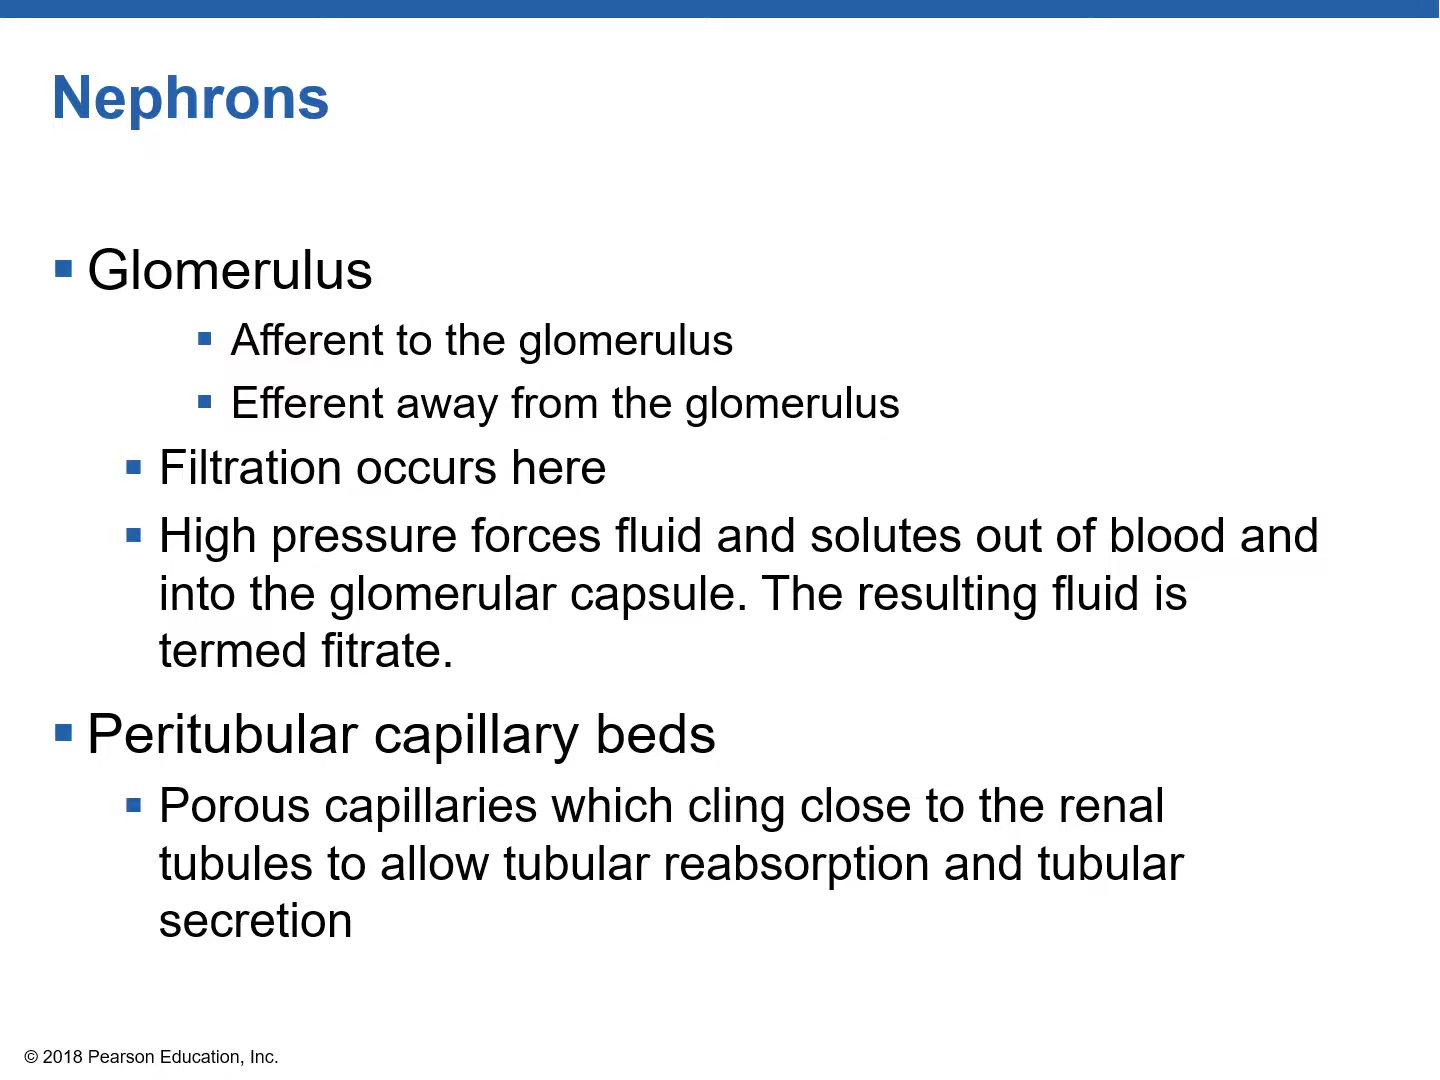 Nephrons
Glomerulus
Afferent to the glomerulus
Efferent away from the glomerulus
Filtration occurs here
High pressure forces fluid and solutes out of blood and
into the glomerular capsule. The resulting fluid is
termed fitrate.
Peritubular capillary beds
Porous capillaries which cling close to the renal
tubules to allow tubular reabsorption and tubular
secretion
© 2018 Pearson Education, Inc.